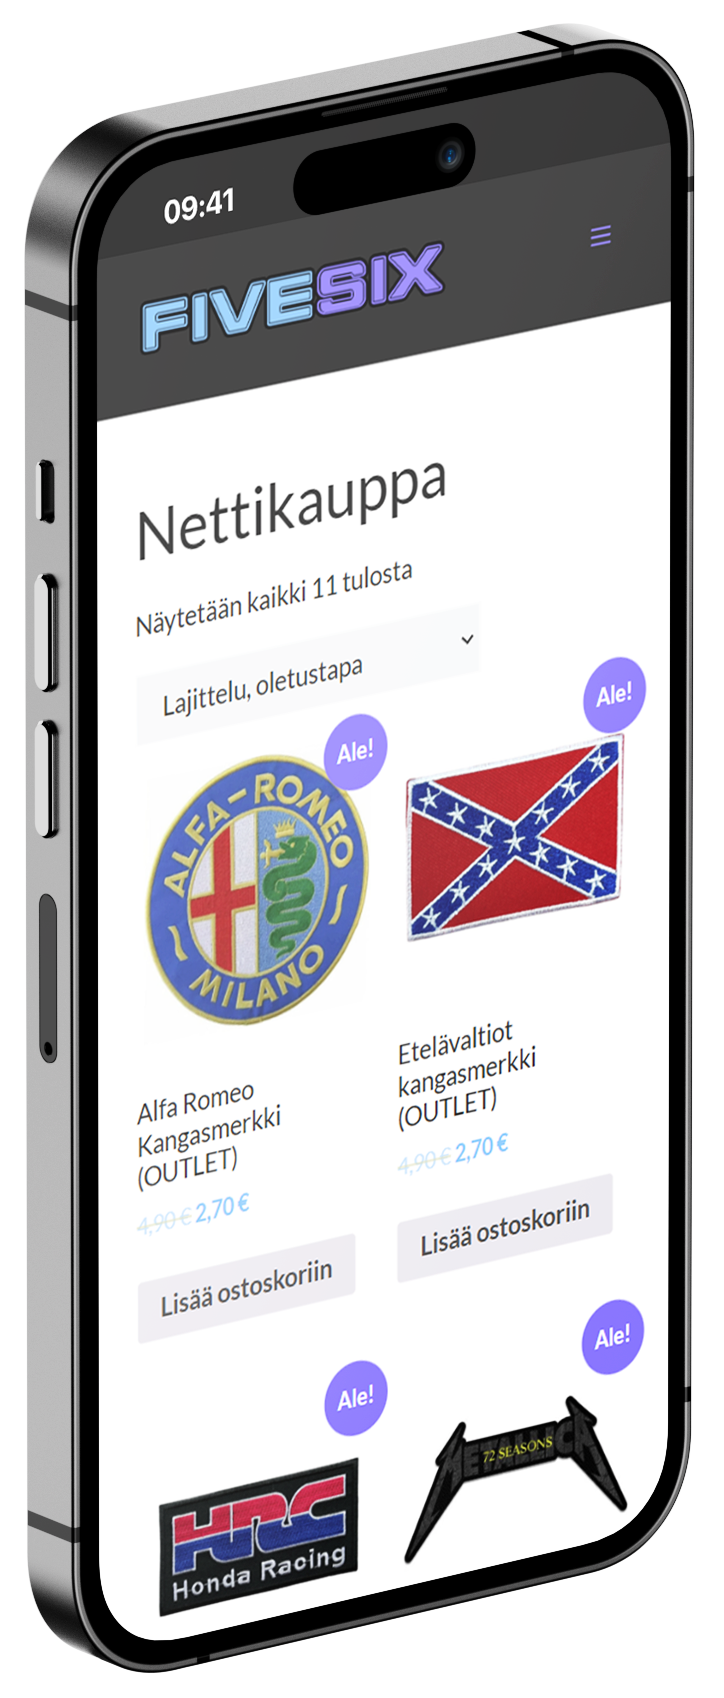 09:41
FIVESIX
Nettikauppa
Näytetään kaikki 11 tulosta
Lajittelu, oletustapa
Ale!
ALFA-ROMEO
MILANO
Alfa Romeo
Kangasmerkki
(OUTLET)
4,90 € 2,70 €
Lisää ostoskoriin
Ale!
Etelävaltiot
kangasmerkki
(OUTLET)
4,90 € 2,70 €
Lisää ostoskoriin
Ale!
HRC
Honda Racing
Ale!
METALLICA
72 SEASONS